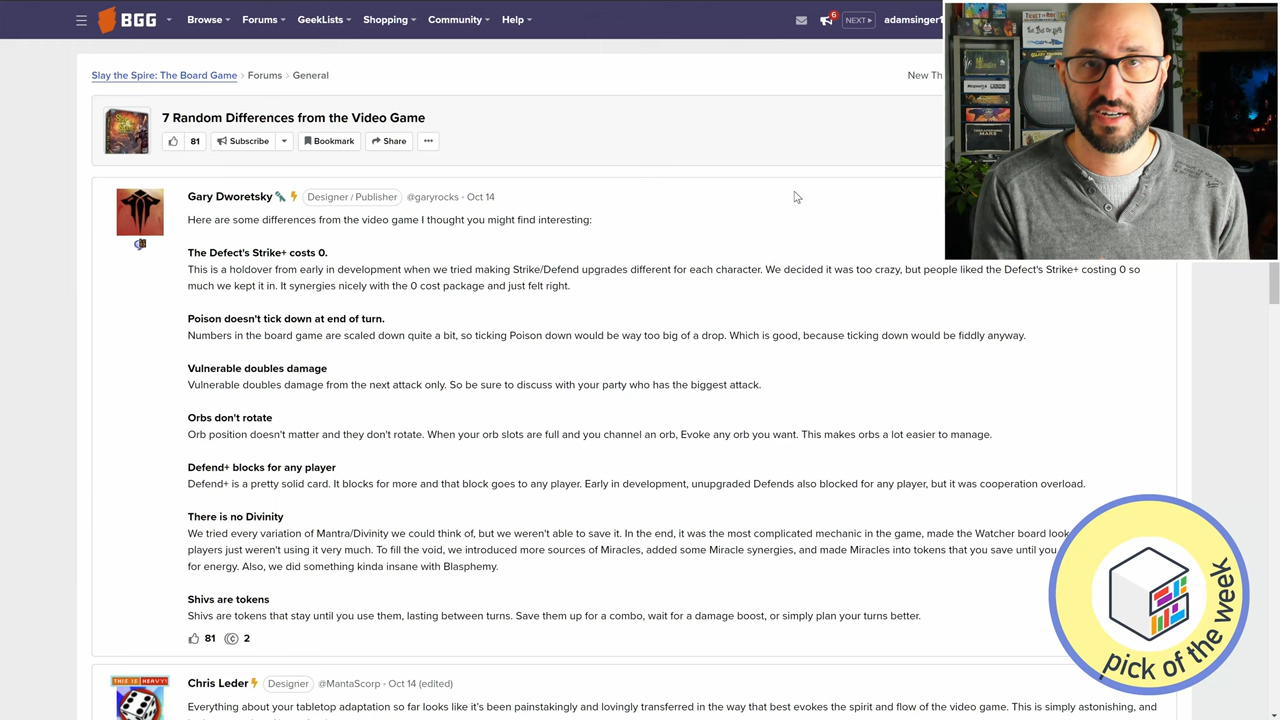 BGG
Browse
Forums
GeekLists
Shopping
Community
Help
6
NEXT
adamsinger1
Slay the Spire: The Board Game > Forums > General
New Th
7 Random Differences from the Video Game
81 Subscribe Bookmark Share
Gary Dworetsky Designer / Publisher @garyrocks · Oct 14
Here are some differences from the video game I thought you might find interesting:
The Defect's Strike+ costs 0.
This is a holdover from early in development when we tried making Strike/Defend upgrades different for each character. We decided it was too crazy, but people liked the Defect's Strike+ costing 0 so
much we kept it in. It synergies nicely with the 0 cost package and just felt right.
Poison doesn't tick down at end of turn.
Numbers in the board game are scaled down quite a bit, so ticking Poison down would be way too big of a drop. Which is good, because ticking down would be fiddly anyway.
Vulnerable doubles damage
Vulnerable doubles damage from the next attack only. So be sure to discuss with your party who has the biggest attack.
Orbs don't rotate
Orb position doesn't matter and they don't rotate. When your orb slots are full and you channel an orb, Evoke any orb you want. This makes orbs a lot easier to manage.
Defend+ blocks for any player
Defend+ is a pretty solid card. It blocks for more and that block goes to any player. Early in development, unupgraded Defends also blocked for any player, but it was cooperation overload.
There is no Divinity
We tried every variation of Mantra/Divinity we could think of, but we weren't able to save it. In the end, it was the most complicated mechanic in the game, made the Watcher board look
players just weren't using it very much. To fill the void, we introduced more sources of Miracles, added some Miracle synergies, and made Miracles into tokens that you save until you
for energy. Also, we did something kinda insane with Blasphemy.
Shivs are tokens
Shivs are tokens that stay until you use them, lasting between turns. Save them up for a combo, wait for a damage boost, or simply plan your turns better.
81 © 2
pick of the week
THIS IS HEAVY!
Chris Leder Designer @MantaScorp · Oct 14 (edited)
Everything about your tabletop adaptation so far looks like it's been painstakingly and lovingly transferred in the way that best evokes the spirit and flow of the video game. This is simply astonishing, and